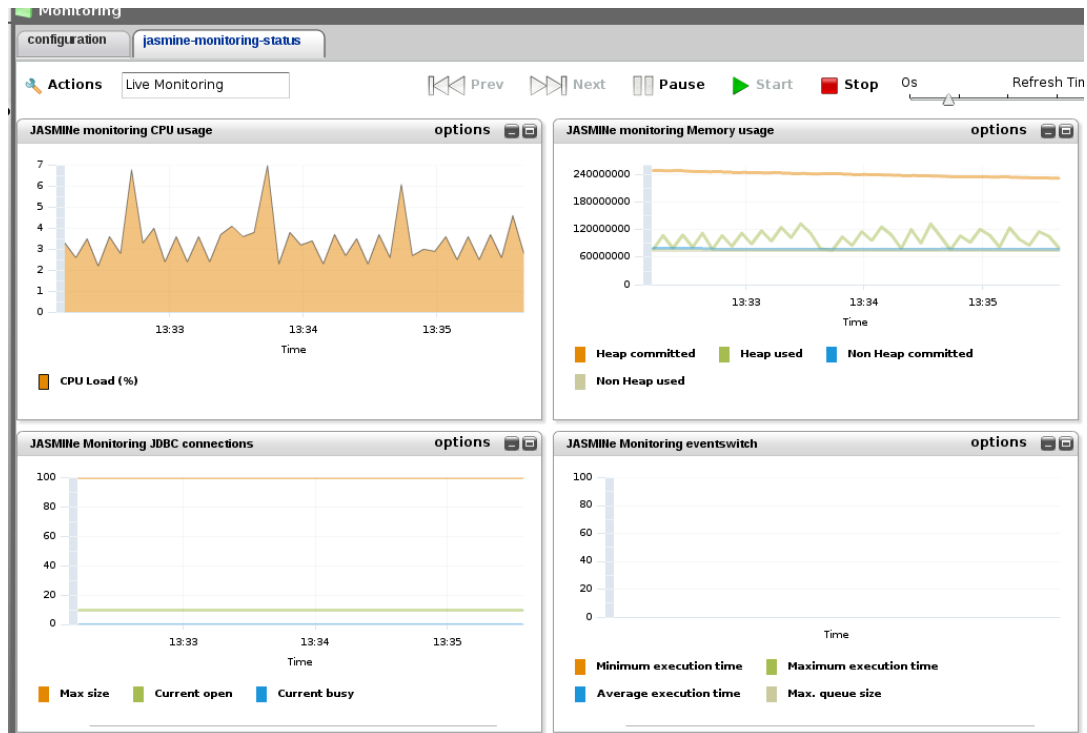 Monitoring
configuration jasmine-monitoring-status
Actions Live Monitoring Prev Next Pause Start Stop 0s Refresh Tim
JASMINe monitoring CPU usage options
7
6
5
4
3
2
1
0
13:33 13:34 13:35
Time
CPU Load (%)
JASMINe monitoring Memory usage options
240000000
180000000
120000000
60000000
0
13:33 13:34 13:35
Time
Heap committed Heap used Non Heap committed
Non Heap used
JASMINe Monitoring JDBC connections options
100
80
60
40
20
0
13:33 13:34 13:35
Time
Max size Current open Current busy
JASMINe Monitoring eventswitch options
100
80
60
40
20
0
Time
Minimum execution time Maximum execution time
Average execution time Max. queue size